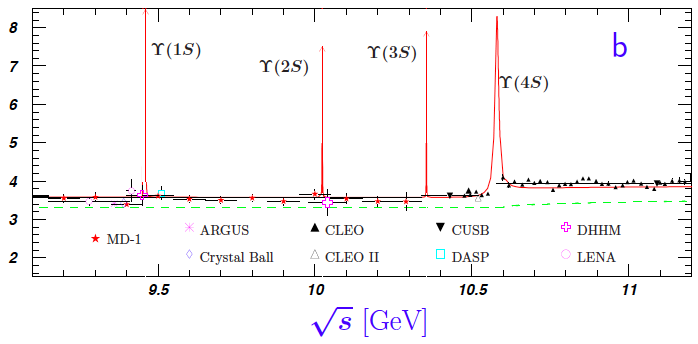 8
b
ϒ(1S)
ϒ(2S)
ϒ(3S)
7
ϒ(4S)
6
5
4
3
ARGUS CLEO CUSB DHHM
MD-1
Crystal Ball CLEO II DASP LENA
2
9.5 10 10.5 11
√s [GeV]